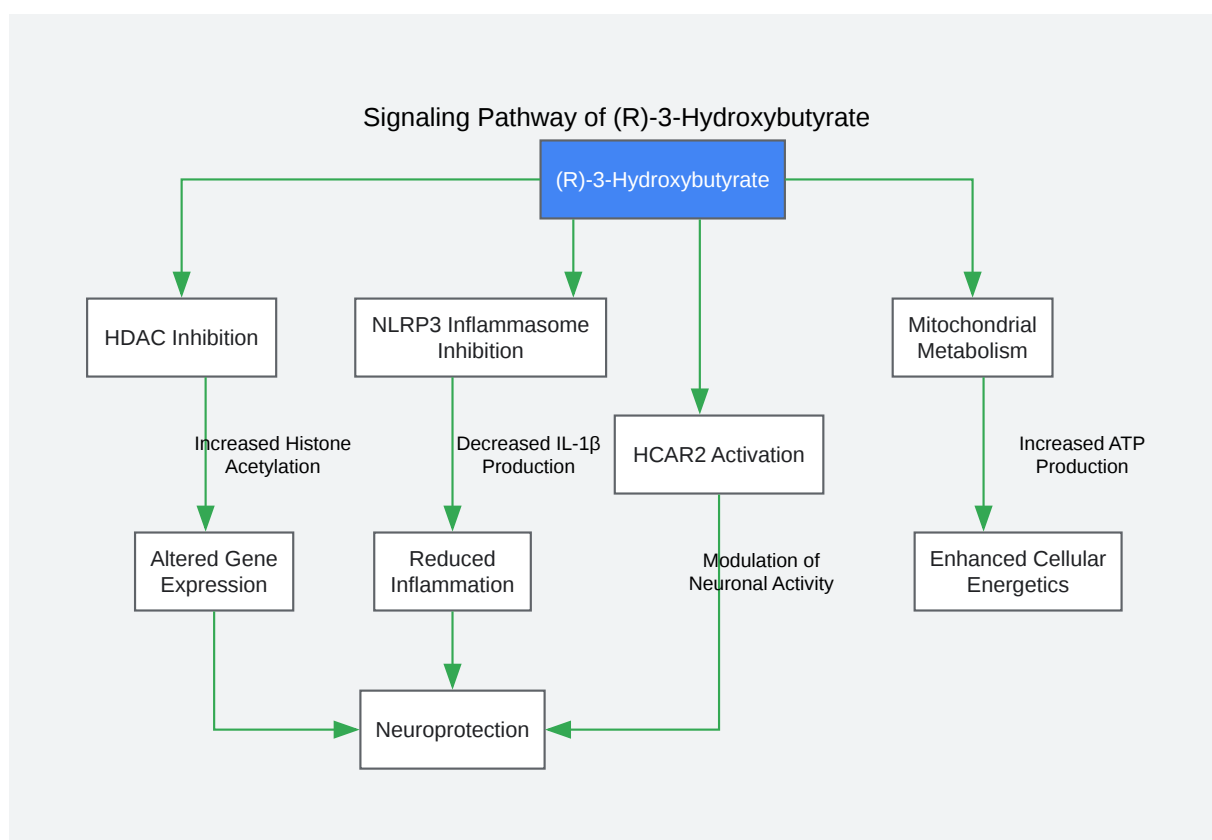 Signaling Pathway of (R)-3-Hydroxybutyrate
(R)-3-Hydroxybutyrate
HDAC Inhibition
NLRP3 Inflammasome
Inhibition
Mitochondrial
Metabolism
Increased Histone
Acetylation
Decreased IL-1β
Production
HCAR2 Activation
Increased ATP
Production
Altered Gene
Expression
Reduced
Inflammation
Modulation of
Neuronal Activity
Enhanced Cellular
Energetics
Neuroprotection